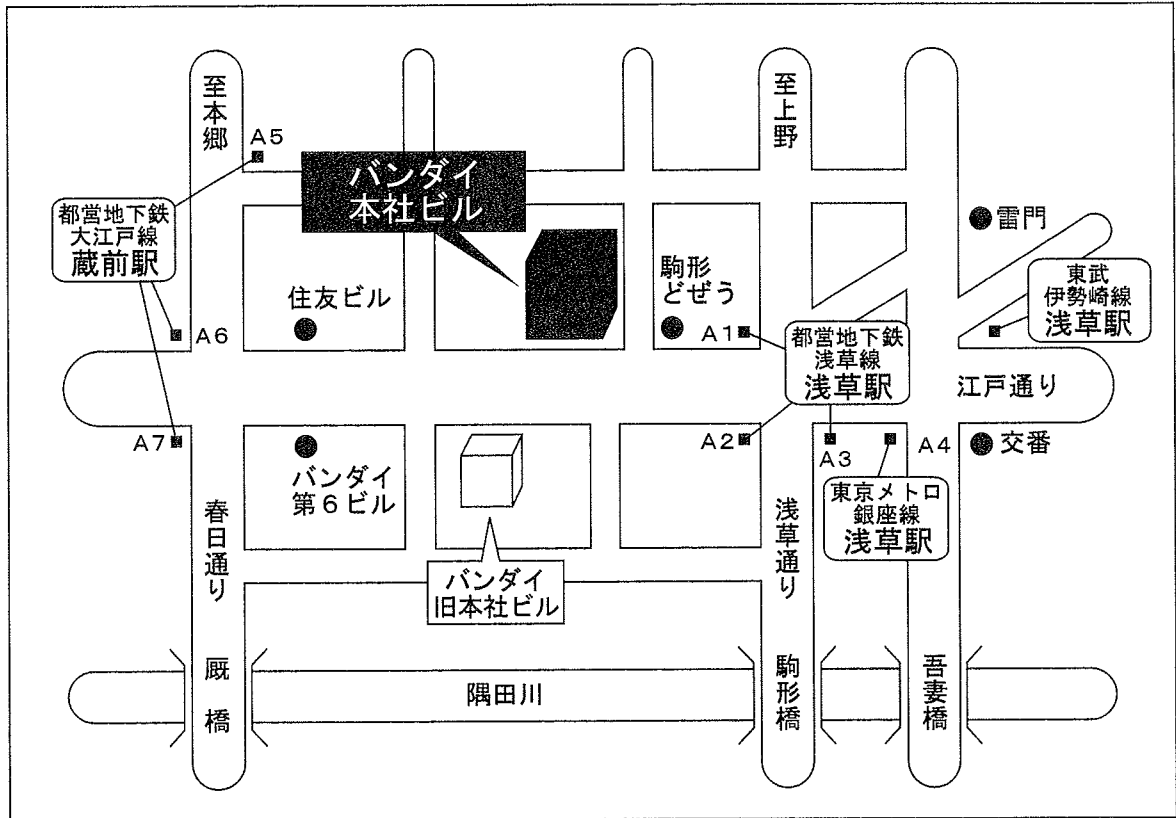 至本郷
至上野
A5
バンダイ
本社ビル
都営地下鉄
大江戸線
蔵前駅
雷門
駒形
どぜう
東武
伊勢崎線
浅草駅
住友ビル
A6
A1
都営地下鉄
浅草線
浅草駅
江戸通り
A7
A2
A3
A4
交番
バンダイ
第6ビル
東京メトロ
銀座線
浅草駅
春日通り
浅草通り
バンダイ
旧本社ビル
厩橋
隅田川
駒形橋
吾妻橋